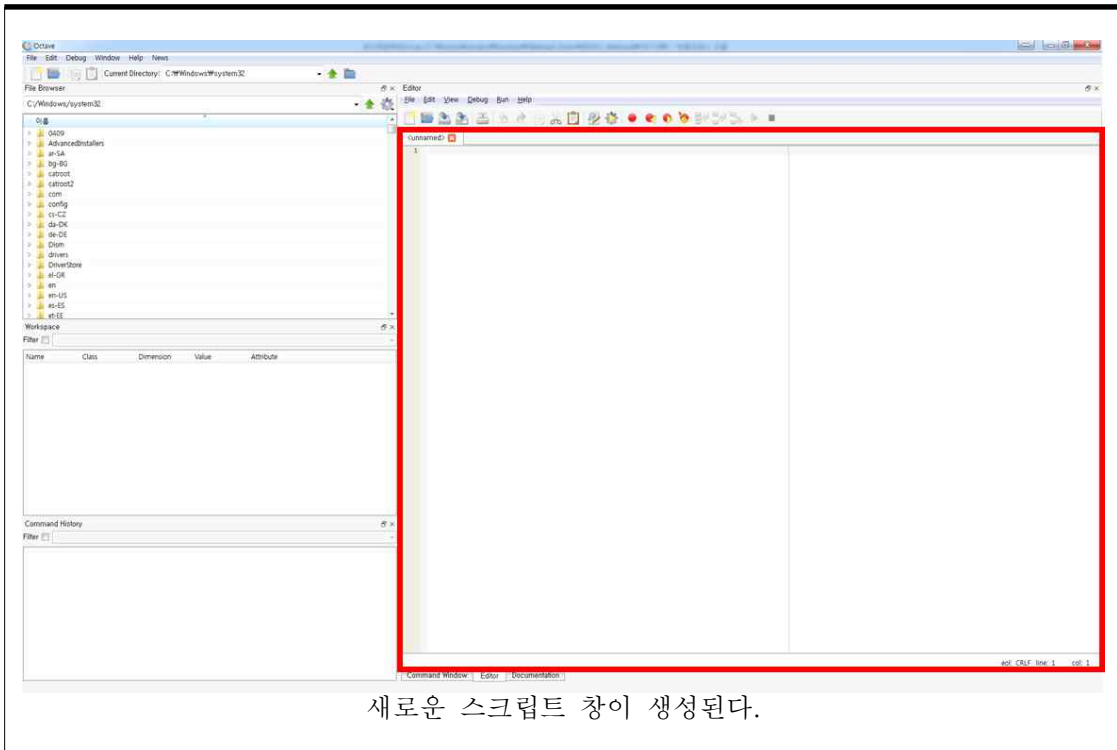 Octave
File Edit Debug Window Help News
Current Directory: C:₩Windows₩system32
File Browser
Editor
C:/Windows/system32
File Edit View Debug Run Help
이름
<unnamed>
1
0409
AdvancedInstallers
ar-SA
bg-BG
catroot
catroot2
com
config
cs-CZ
da-DK
de-DE
Dism
drivers
DriverStore
el-GR
en
en-US
es-ES
et-EE
Workspace
Filter
Name Class Dimension Value Attribute
Command History
Filter
eol: CRLF line: 1 col: 1
Command Window Editor Documentation
새로운 스크립트 창이 생성된다.